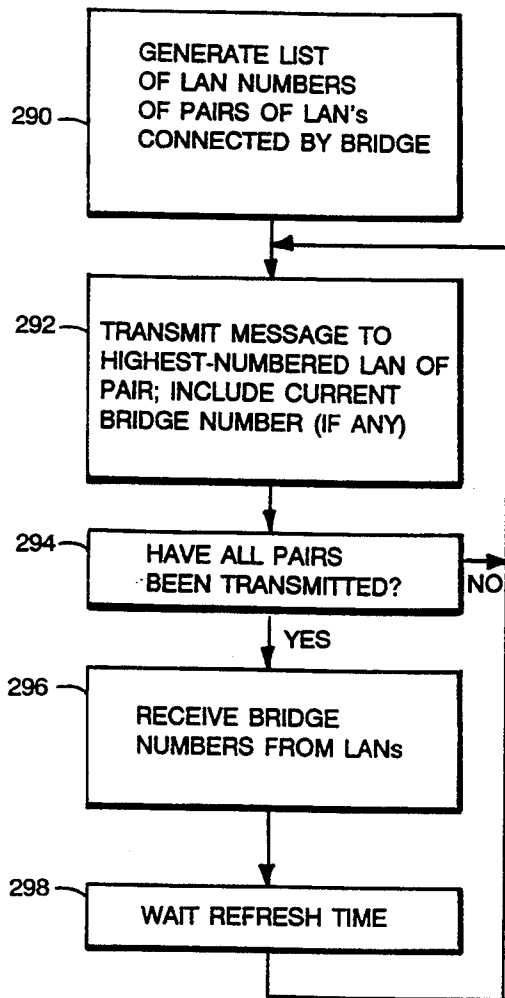 GENERATE LIST
OF LAN NUMBERS
OF PAIRS OF LAN's
CONNECTED BY BRIDGE
290
292
TRANSMIT MESSAGE TO
HIGHEST-NUMBERED LAN OF
PAIR; INCLUDE CURRENT
BRIDGE NUMBER (IF ANY)
294
HAVE ALL PAIRS
BEEN TRANSMITTED?
NO
YES
296
RECEIVE BRIDGE
NUMBERS FROM LANs
298
WAIT REFRESH TIME